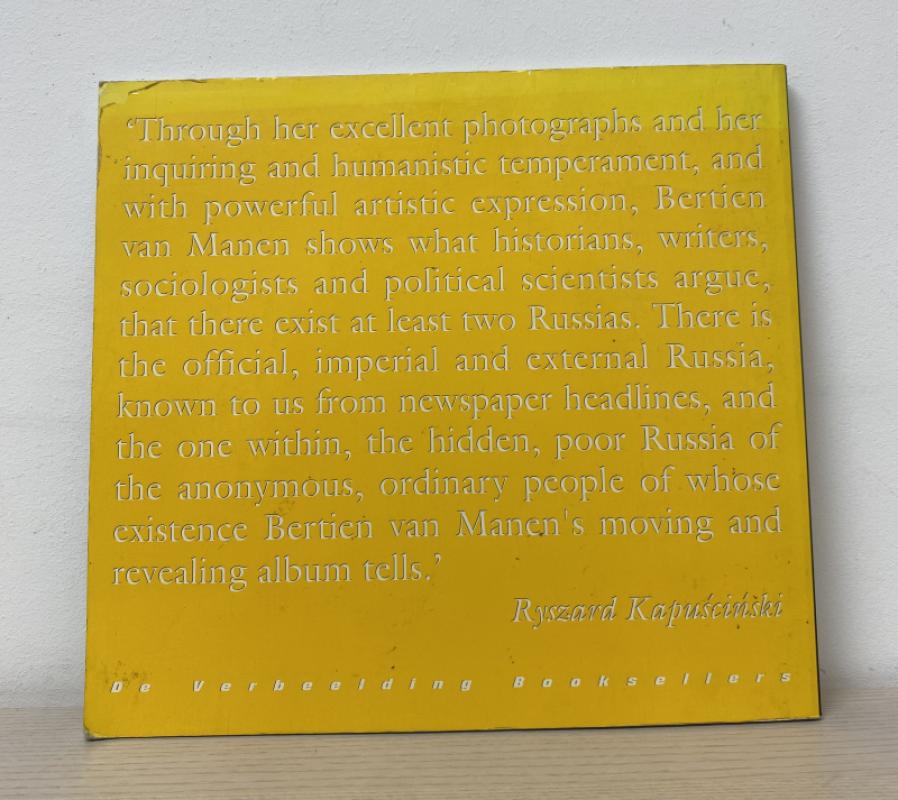 ‘Through her excellent photographs and her
inquiring and humanistic temperament, and
with powerful artistic expression, Bertien
van Manen shows what historians, writers,
sociologists and political scientists argue,
that there exist at least two Russias. There is
the official, imperial and external Russia,
known to us from newspaper headlines, and
the one within, the hidden, poor Russia of
the anonymous, ordinary people of whose
existence Bertien van Manen's moving and
revealing album tells.’
Ryszard Kapuściński
De Verbeelding Booksellers